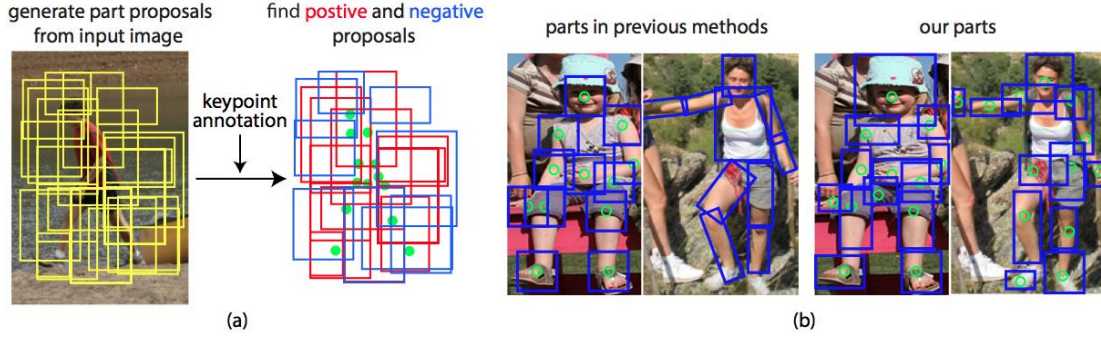 generate part proposals
from input image
find postive and negative
proposals
keypoint
annotation
(a)
parts in previous methods
our parts
(b)